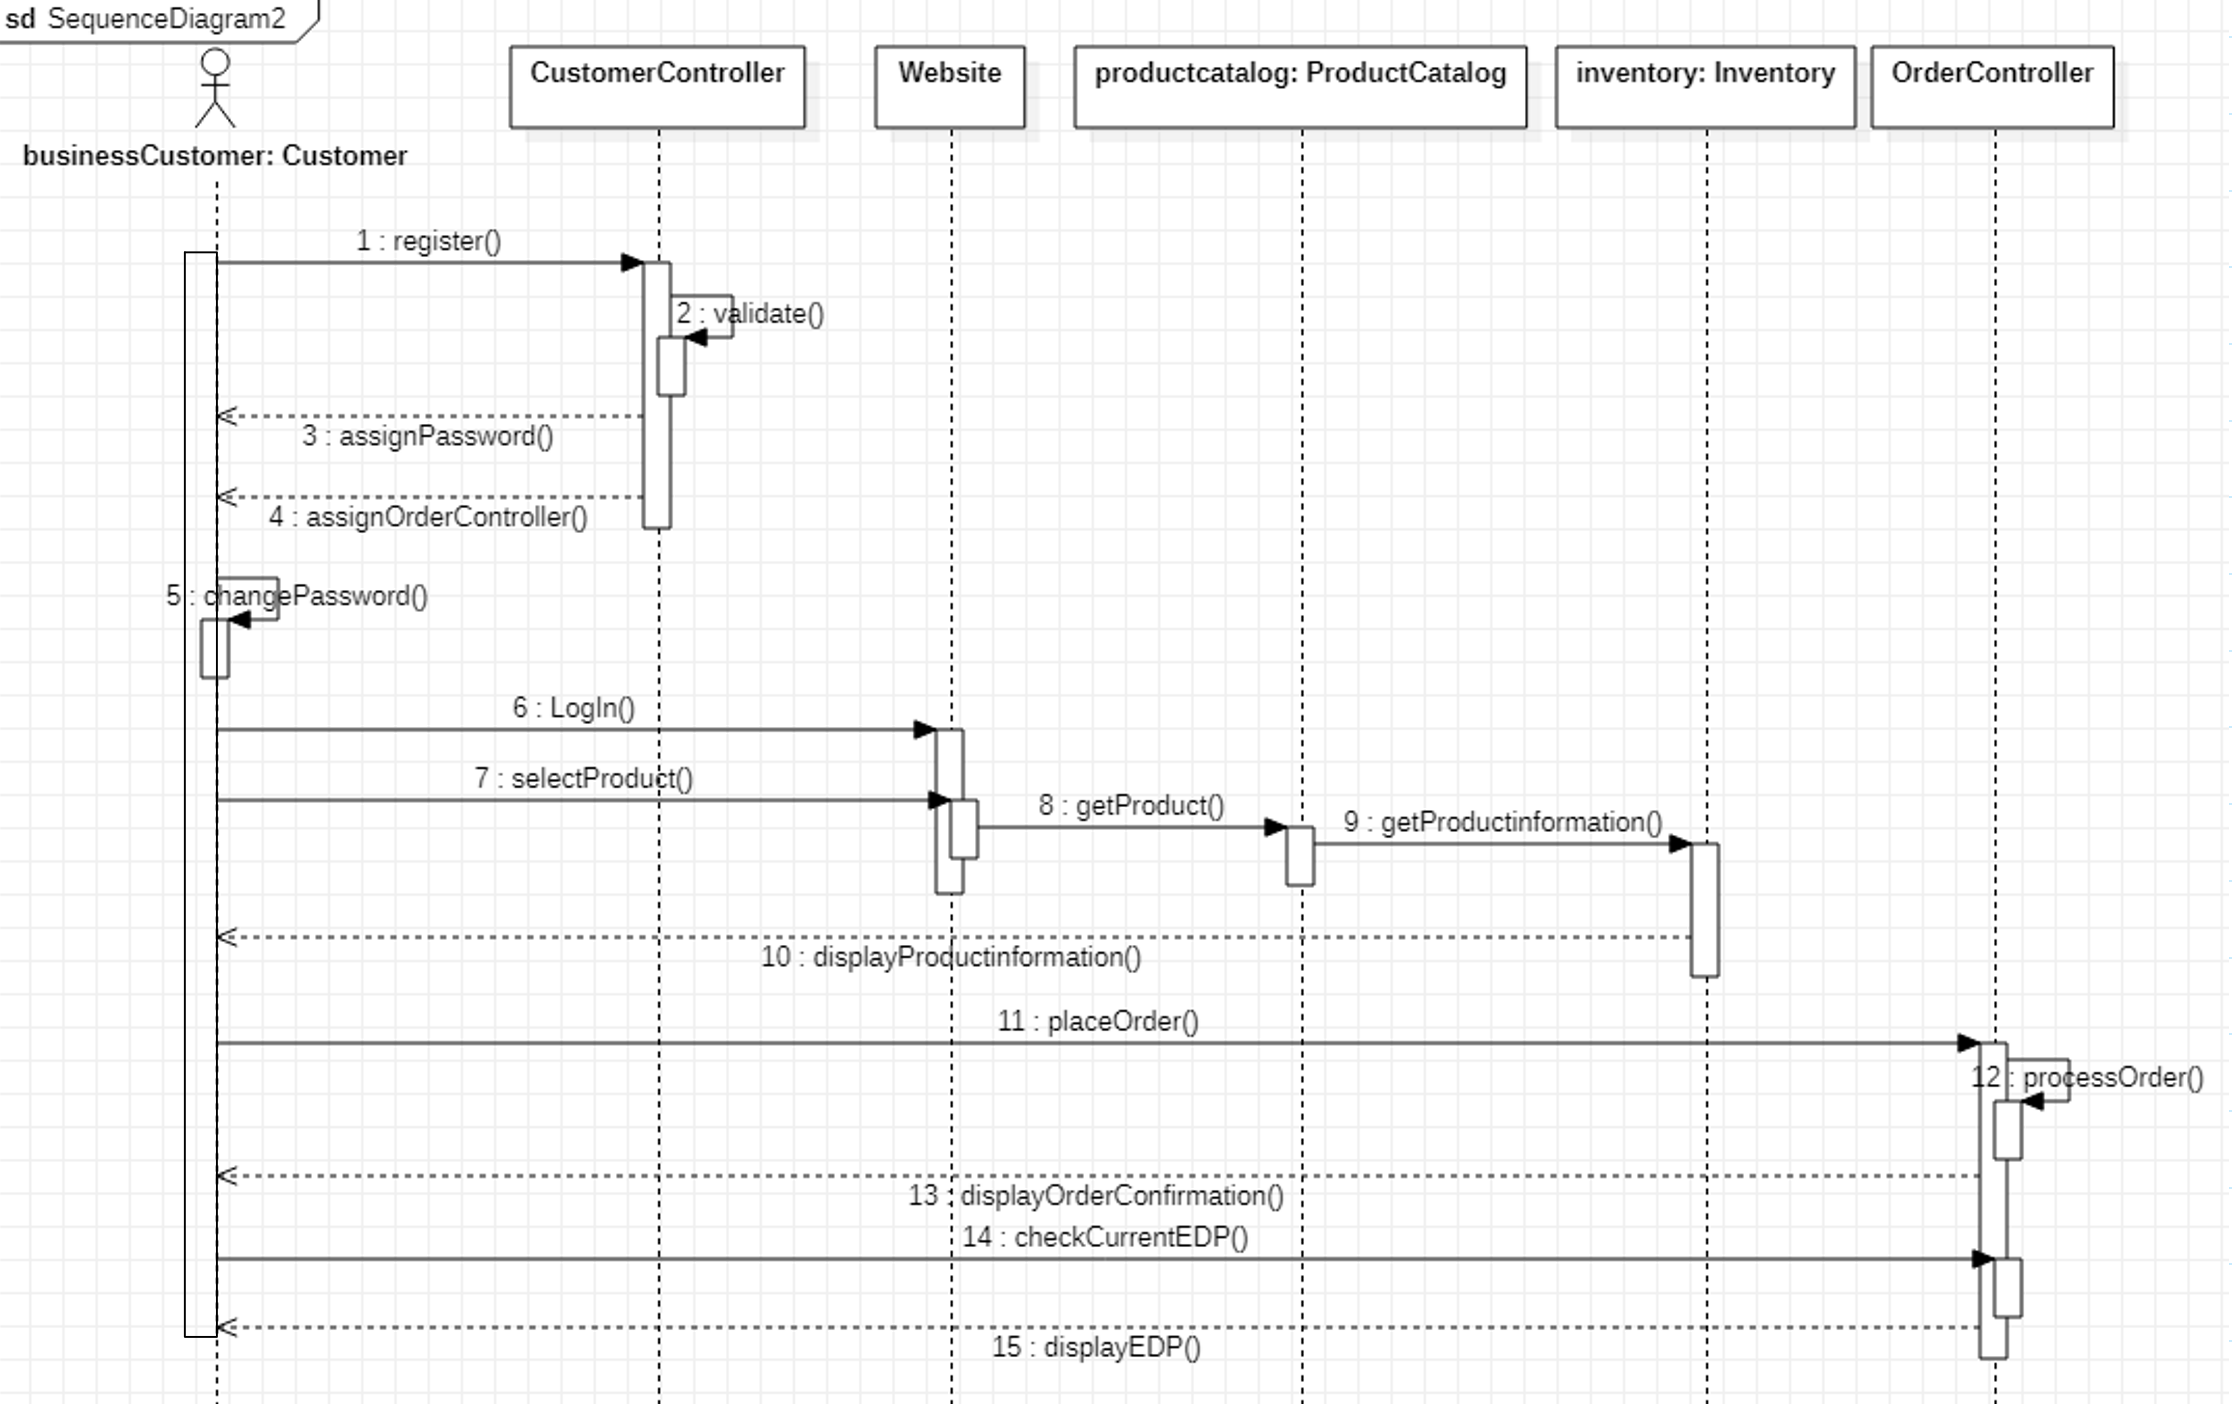 sd SequenceDiagram2
CustomerController
Website
productcatalog: ProductCatalog
inventory: Inventory
OrderController
businessCustomer: Customer
1 : register()
2 : validate()
3 : assignPassword()
4 : assignOrderController()
5 : changePassword()
6 : LogIn()
7 : selectProduct()
8 : getProduct()
9 : getProductinformation()
10 : displayProductinformation()
11 : placeOrder()
12 : processOrder()
13 : displayOrderConfirmation()
14 : checkCurrentEDP()
15 : displayEDP()